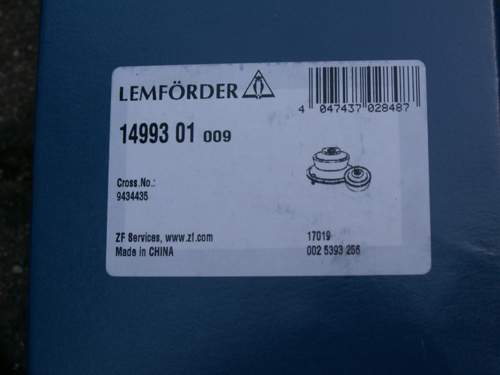 LEMFÖRDER
4 047437 028487
14993 01 009
Cross.No.:
9434435
ZF Services, www.zf.com
Made in CHINA
17019
002 5393 256